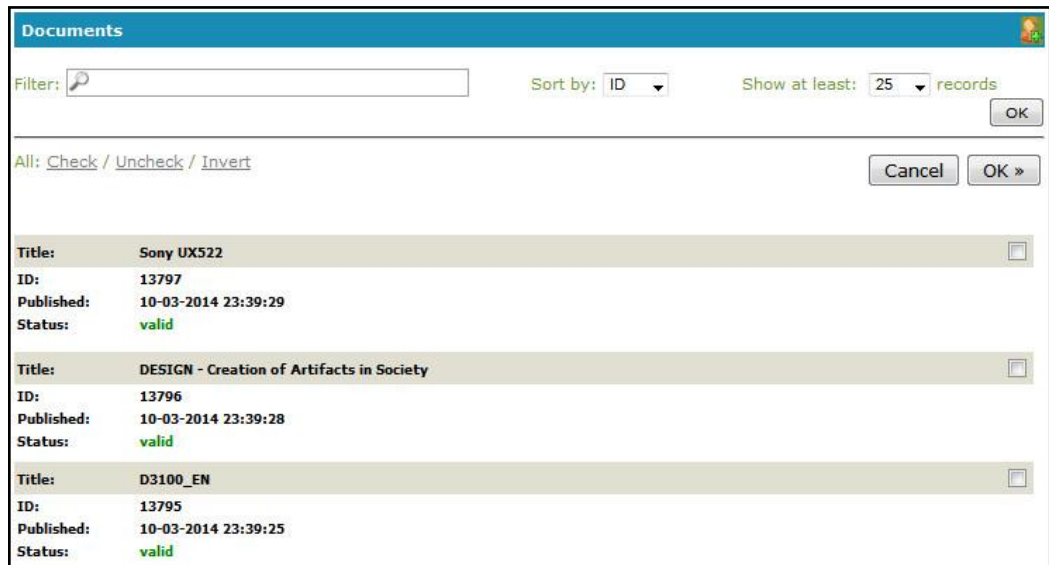 Documents
Filter: Sort by: ID Show at least: 25 records
OK
All: Check / Uncheck / Invert
Cancel OK »
Title: Sony UX522
ID: 13797
Published: 10-03-2014 23:39:29
Status: valid
Title: DESIGN - Creation of Artifacts in Society
ID: 13796
Published: 10-03-2014 23:39:28
Status: valid
Title: D3100_EN
ID: 13795
Published: 10-03-2014 23:39:25
Status: valid